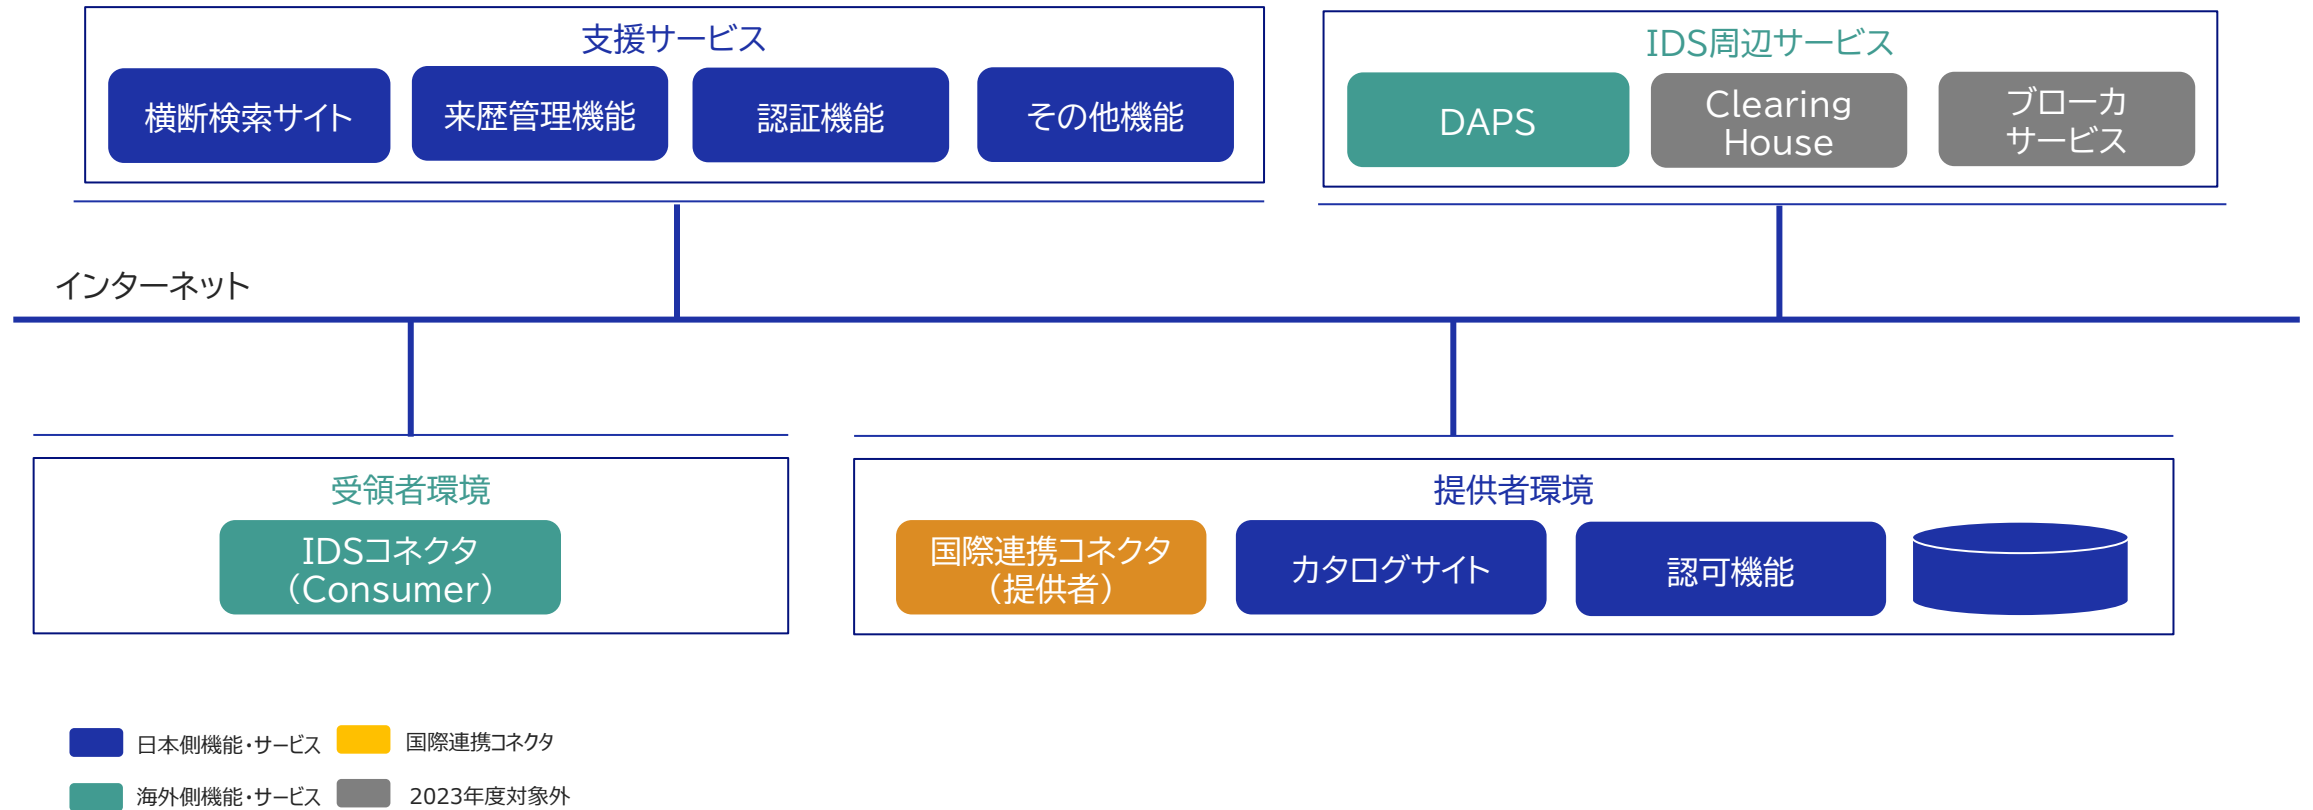 支援サービス
横断検索サイト
来歴管理機能
認証機能
その他機能
IDS周辺サービス
DAPS
Clearing
House
ブローカ
サービス
インターネット
受領者環境
IDSコネクタ
（Consumer）
提供者環境
国際連携コネクタ
（提供者）
カタログサイト
認可機能
日本側機能・サービス
国際連携コネクタ
海外側機能・サービス
2023年度対象外